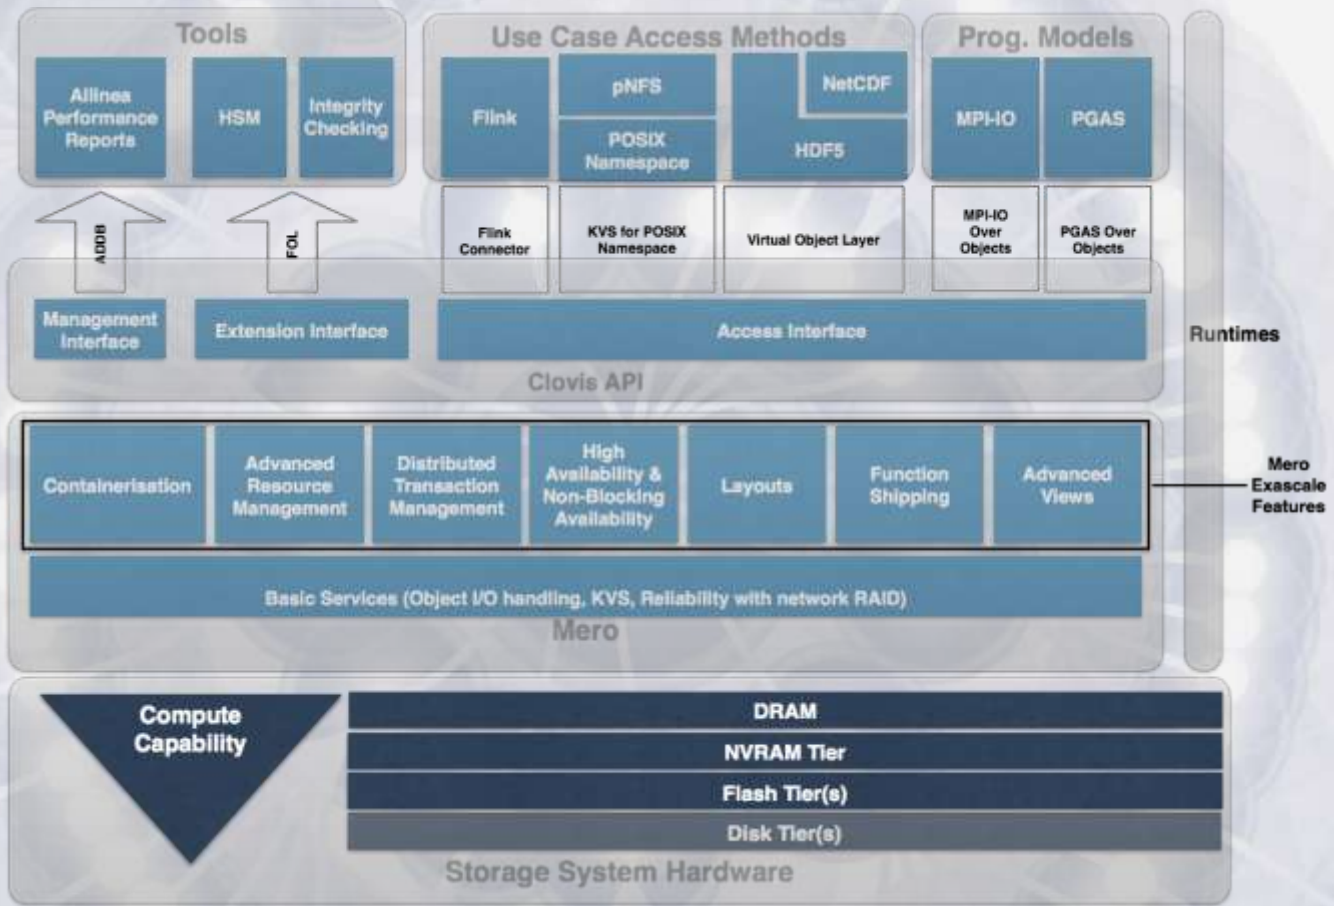 Tools
Use Case Access Methods
Prog. Models
Allinea
Performance
Reports
HSM
Integrity
Checking
Flink
pNFS
POSIX
Namespace
NetCDF
HDF5
MPI-IO
PGAS
ADDB
FOL
Flink
Connector
KVS for POSIX
Namespace
Virtual Object Layer
MPI-IO
Over
Objects
PGAS Over
Objects
Management
Interface
Extension Interface
Access Interface
Clovis API
Runtimes
Containerisation
Advanced
Resource
Management
Distributed
Transaction
Management
High
Availability &
Non-Blocking
Availability
Layouts
Function
Shipping
Advanced
Views
Mero
Exascale
Features
Basic Services (Object I/O handling, KVS, Reliability with network RAID)
Mero
Compute
Capability
DRAM
NVRAM Tier
Flash Tier(s)
Disk Tier(s)
Storage System Hardware